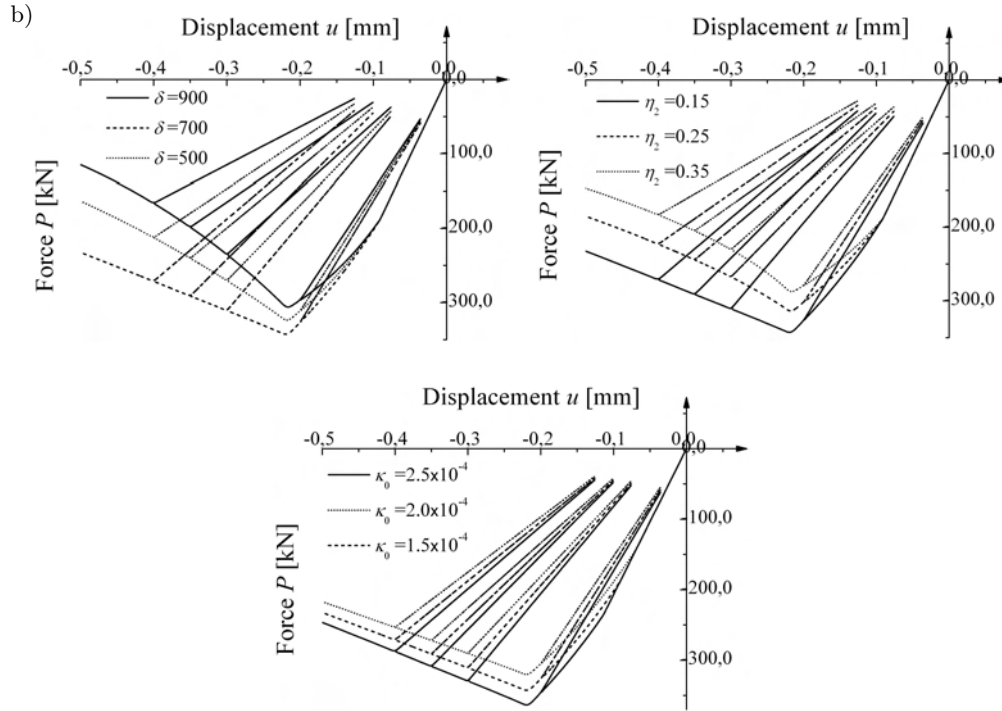 b)
Displacement u [mm]
-0,5 -0,4 -0,3 -0,2 -0,1 0,0
0,0
δ=900
δ=700
δ=500
100,0
200,0
300,0
Force P [kN]
Displacement u [mm]
-0,5 -0,4 -0,3 -0,2 -0,1 0,0
0,0
η₂=0.15
η₂=0.25
η₂=0.35
100,0
200,0
300,0
Force P [kN]
Displacement u [mm]
-0,5 -0,4 -0,3 -0,2 -0,1 0,0
0,0
κ₀=2.5x10⁻⁴
κ₀=2.0x10⁻⁴
κ₀=1.5x10⁻⁴
100,0
200,0
300,0
Force P [kN]